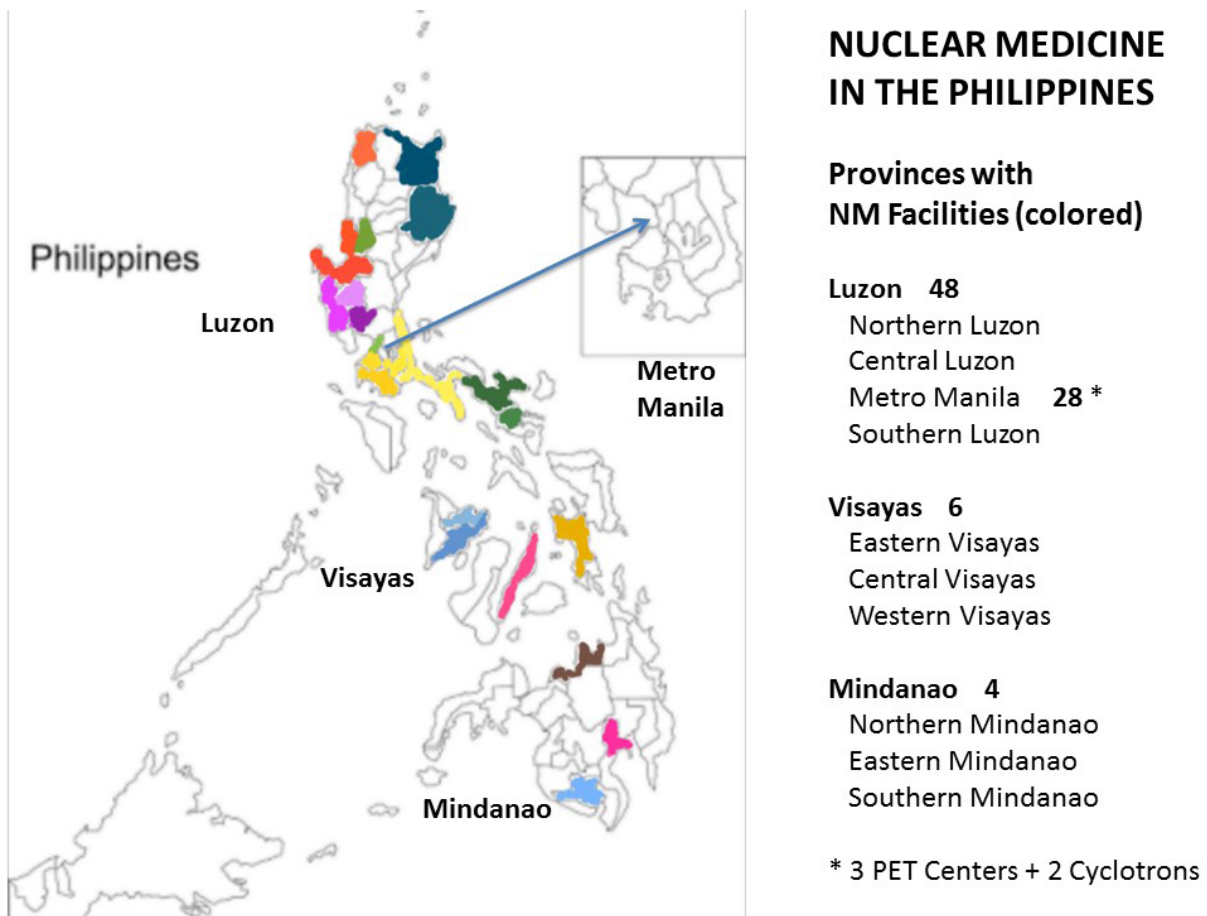 NUCLEAR MEDICINE
IN THE PHILIPPINES
Provinces with
NM Facilities (colored)
Luzon 48
Northern Luzon
Central Luzon
Metro Manila 28 *
Southern Luzon
Visayas 6
Eastern Visayas
Central Visayas
Western Visayas
Mindanao 4
Northern Mindanao
Eastern Mindanao
Southern Mindanao
* 3 PET Centers + 2 Cyclotrons
Philippines
Luzon
Metro
Manila
Visayas
Mindanao